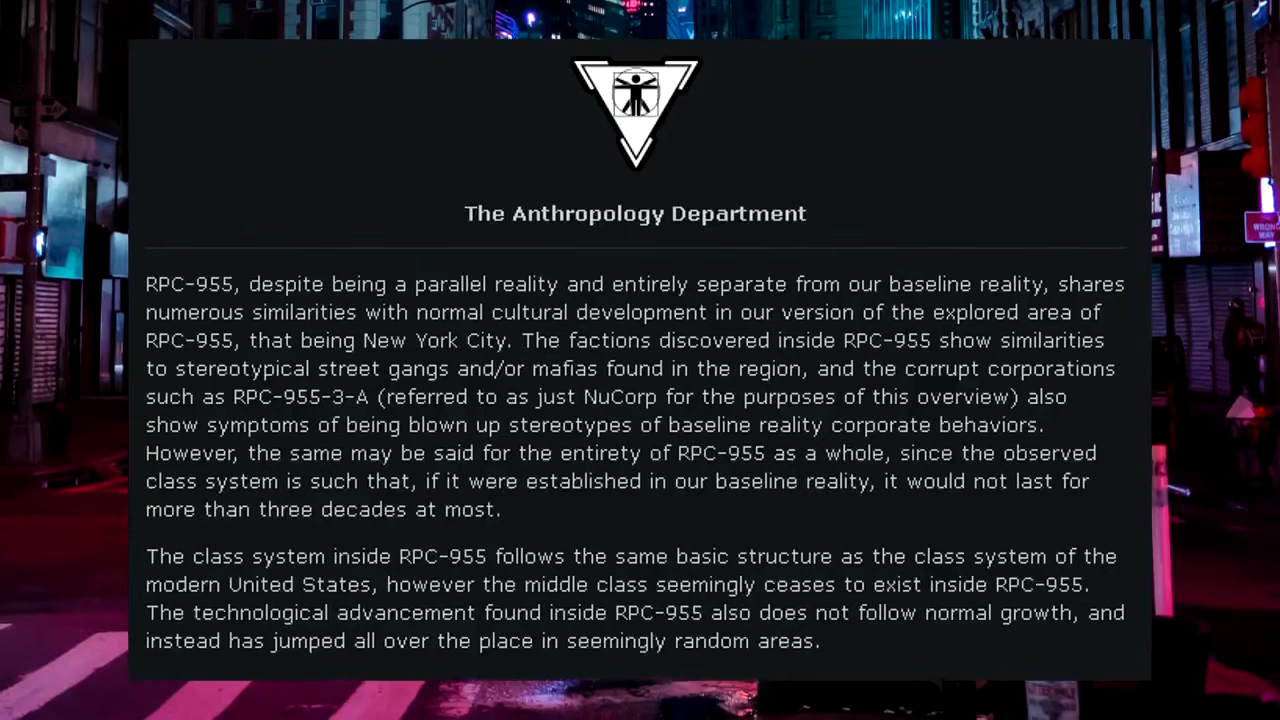 The Anthropology Department
RPC-955, despite being a parallel reality and entirely separate from our baseline reality, shares
numerous similarities with normal cultural development in our version of the explored area of
RPC-955, that being New York City. The factions discovered inside RPC-955 show similarities
to stereotypical street gangs and/or mafias found in the region, and the corrupt corporations
such as RPC-955-3-A (referred to as just NuCorp for the purposes of this overview) also
show symptoms of being blown up stereotypes of baseline reality corporate behaviors.
However, the same may be said for the entirety of RPC-955 as a whole, since the observed
class system is such that, if it were established in our baseline reality, it would not last for
more than three decades at most.
The class system inside RPC-955 follows the same basic structure as the class system of the
modern United States, however the middle class seemingly ceases to exist inside RPC-955.
The technological advancement found inside RPC-955 also does not follow normal growth, and
instead has jumped all over the place in seemingly random areas.
WRONG
WAY